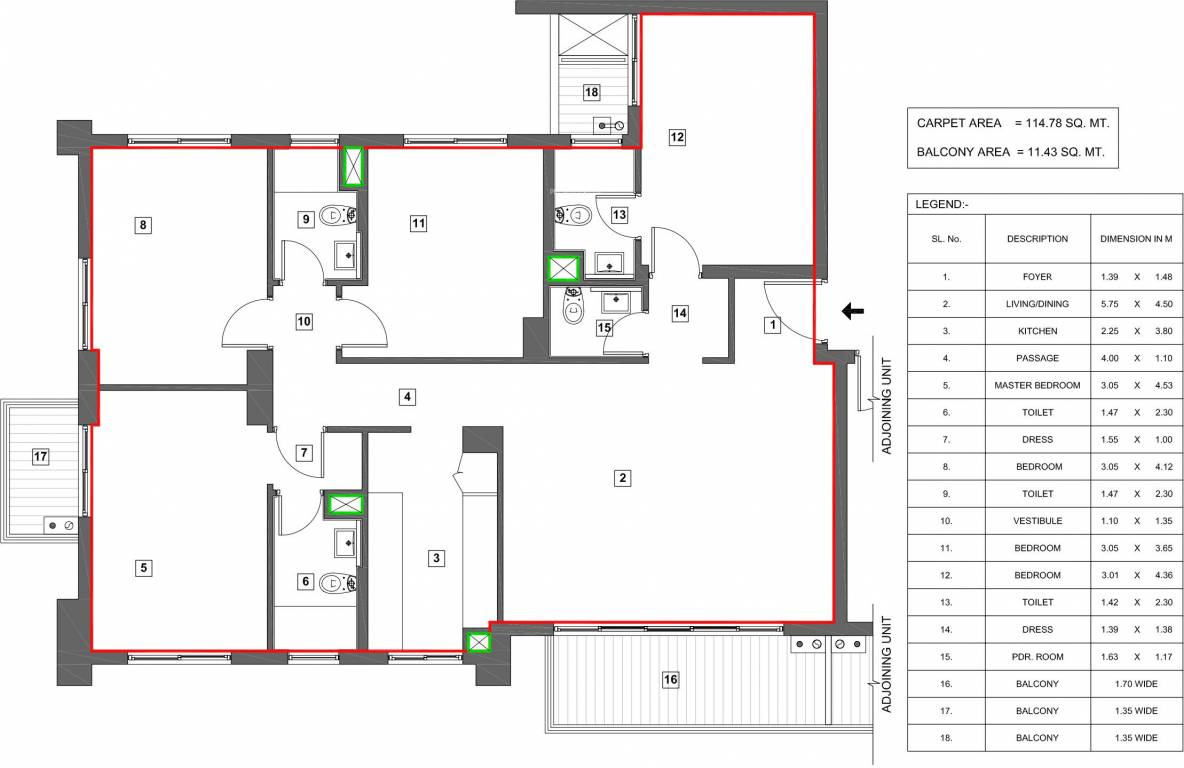 18
12
CARPET AREA = 114.78 SQ. MT.
BALCONY AREA = 11.43 SQ. MT.
8
9
11
13
LEGEND:-
SL. No. DESCRIPTION DIMENSION IN M
1. FOYER 1.39 X 1.48
2. LIVING/DINING 5.75 X 4.50
3. KITCHEN 2.25 X 3.80
4. PASSAGE 4.00 X 1.10
5. MASTER BEDROOM 3.05 X 4.53
6. TOILET 1.47 X 2.30
7. DRESS 1.55 X 1.00
8. BEDROOM 3.05 X 4.12
9. TOILET 1.47 X 2.30
10. VESTIBULE 1.10 X 1.35
11. BEDROOM 3.05 X 3.65
12. BEDROOM 3.01 X 4.36
13. TOILET 1.42 X 2.30
14. DRESS 1.39 X 1.36
15. PDR. ROOM 1.63 X 1.17
16. BALCONY 1.70 WIDE
17. BALCONY 1.35 WIDE
18. BALCONY 1.35 WIDE
10
15
14
1
4
ADJOINING UNIT
17
7
2
5
6
3
16
ADJOINING UNIT